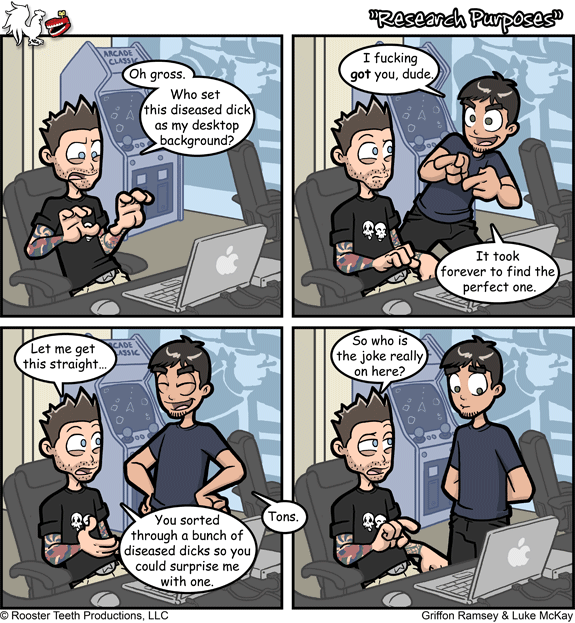 "Research Purposes"
ARCADE
CLASSIC
Oh gross.
Who set
this diseased dick
as my desktop
background?
I fucking
got you, dude.
It took
forever to find the
perfect one.
Let me get
this straight...
ARCADE
CLASSIC
You sorted
through a bunch of
diseased dicks so you
could surprise me
with one.
Tons.
So who is
the joke really
on here?
© Rooster Teeth Productions, LLC
Griffon Ramsey & Luke McKay